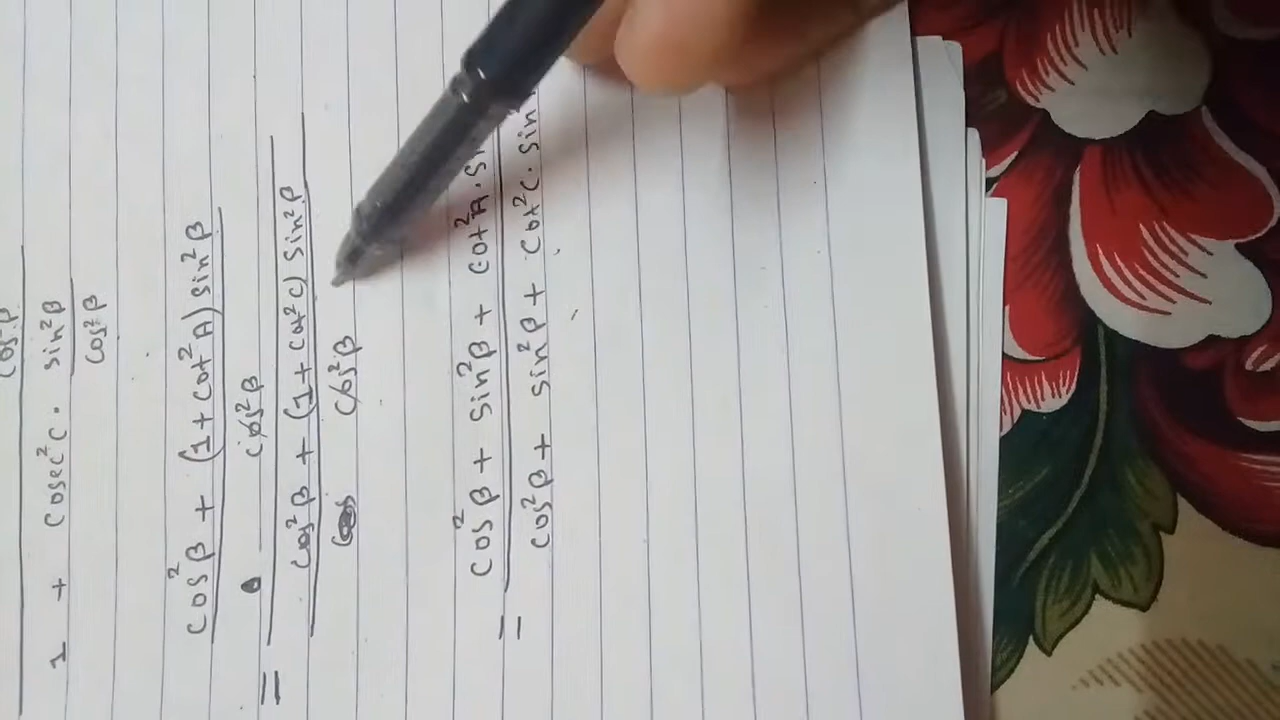 cos²β
1 + cosec²C · sin²β
cos²β
cos²β + (1 + cot²A) sin²β
cos²β
=
cos²β + (1 + cot²C) sin²β
cos²β
cos²β + sin²β + cot²A ·
=
cos²β + sin²β + cot²C · sin